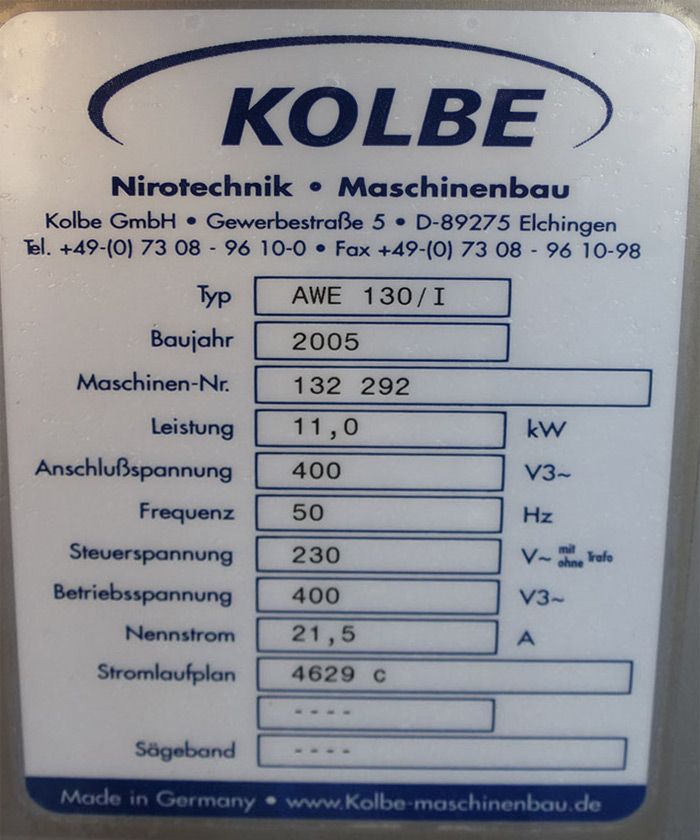 KOLBE
Nirotechnik • Maschinenbau
Kolbe GmbH • Gewerbestraße 5 • D-89275 Elchingen
Tel. +49-(0) 73 08 - 96 10-0 • Fax +49-(0) 73 08 - 96 10-98
Typ AWE 130/I
Baujahr 2005
Maschinen-Nr. 132 292
Leistung 11,0 kW
Anschlußspannung 400 V3~
Frequenz 50 Hz
Steuerspannung 230 V~ mit ohne Trafo
Betriebsspannung 400 V3~
Nennstrom 21,5 A
Stromlaufplan 4629 c
----
Sägeband ----
Made in Germany • www.Kolbe-maschinenbau.de